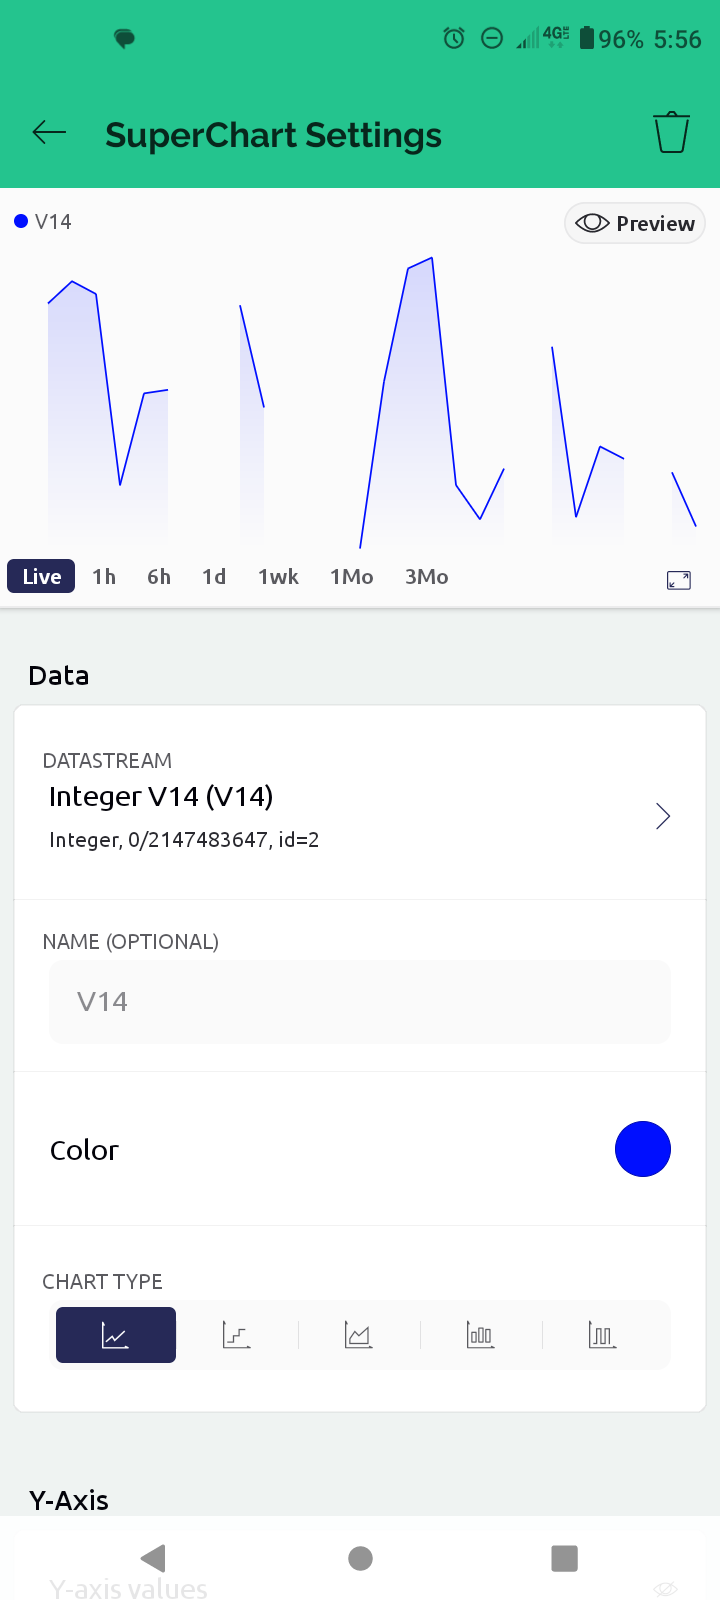 4G LTE 96% 5:56
SuperChart Settings
V14
Preview
Live 1h 6h 1d 1wk 1Mo 3Mo
Data
DATASTREAM
Integer V14 (V14)
Integer, 0/2147483647, id=2
NAME (OPTIONAL)
V14
Color
CHART TYPE
Y-Axis
Y-axis values